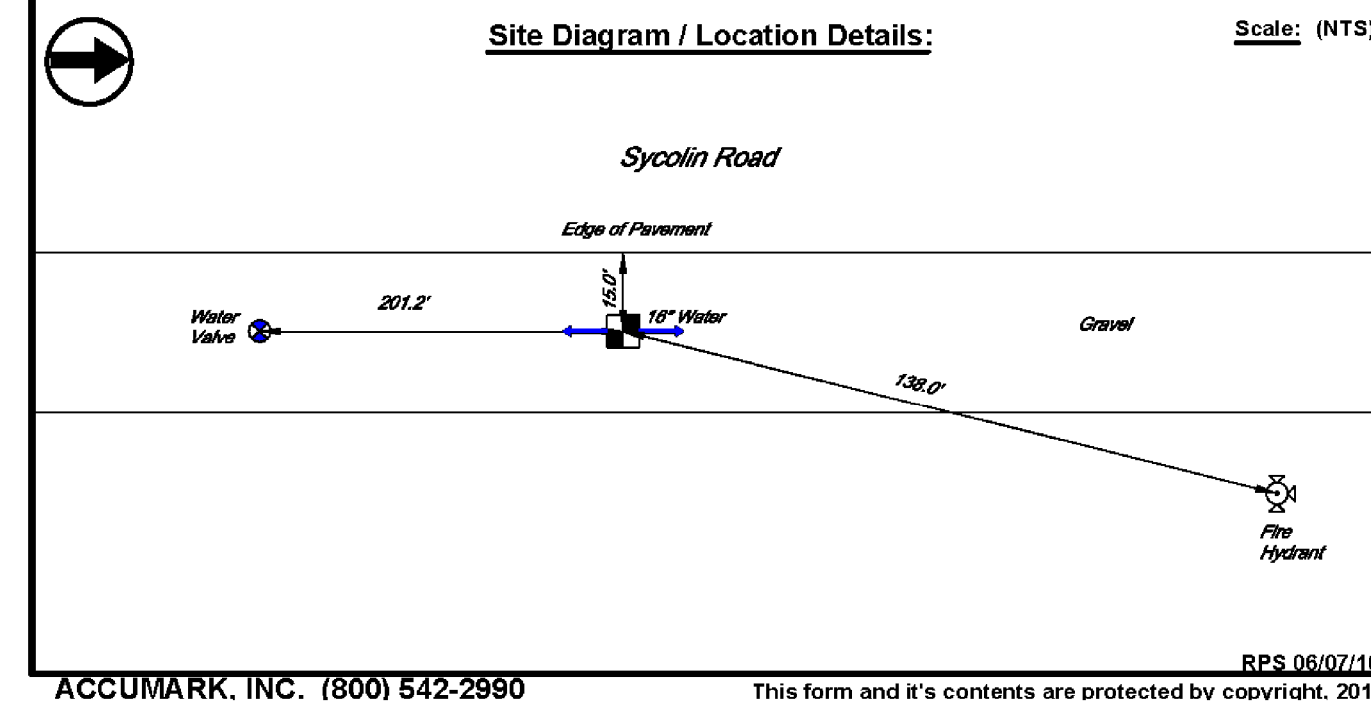 Site Diagram / Location Details:
Scale: (NTS)
Sycolin Road
Edge of Pavement
15.0'
201.2'
Water
Valve
16" Water
Gravel
138.0'
Fire
Hydrant
RPS 06/07/10
ACCUMARK, INC. (800) 542-2990
This form and it's contents are protected by copyright, 201